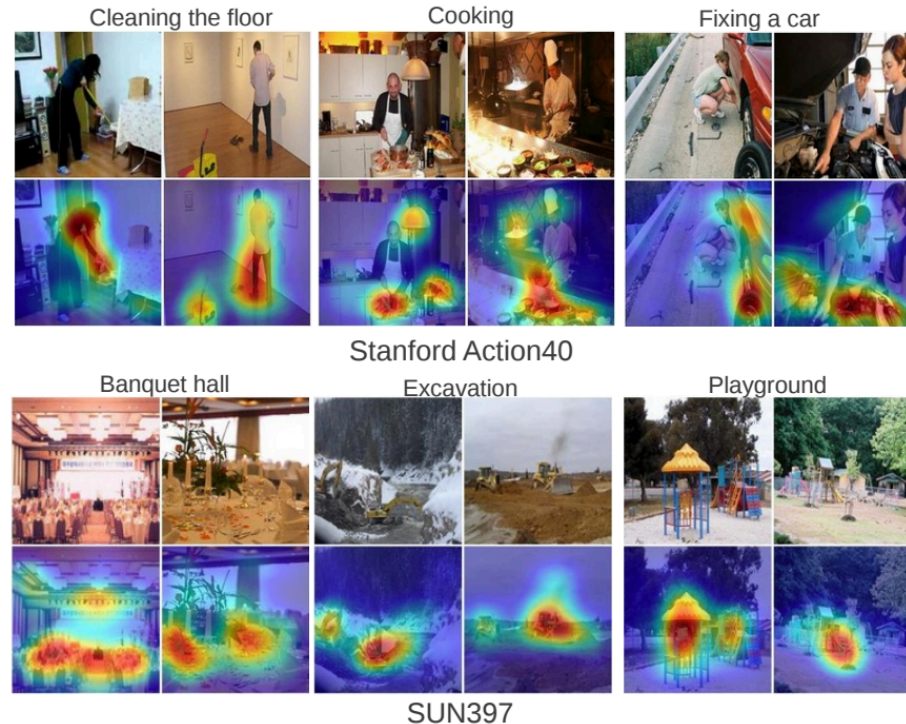 Cleaning the floor
Cooking
Fixing a car
Stanford Action40
Banquet hall
Excavation
Playground
SUN397